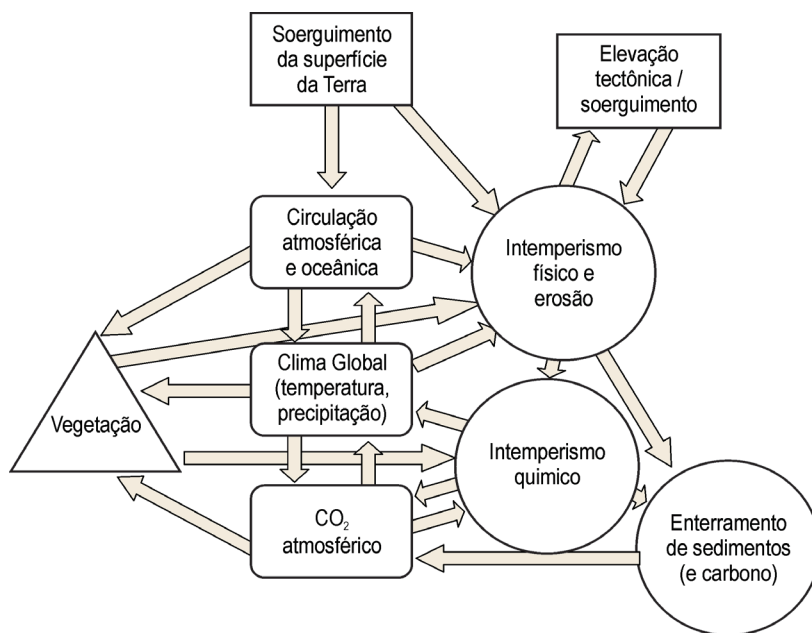 Soerguimento
da superfície
da Terra
Elevação
tectônica /
soerguimento
Circulação
atmosférica
e oceânica
Intemperismo
físico e
erosão
Clima Global
(temperatura,
precipitação)
Vegetação
Intemperismo
químico
CO₂
atmosférico
Enterramento
de sedimentos
(e carbono)